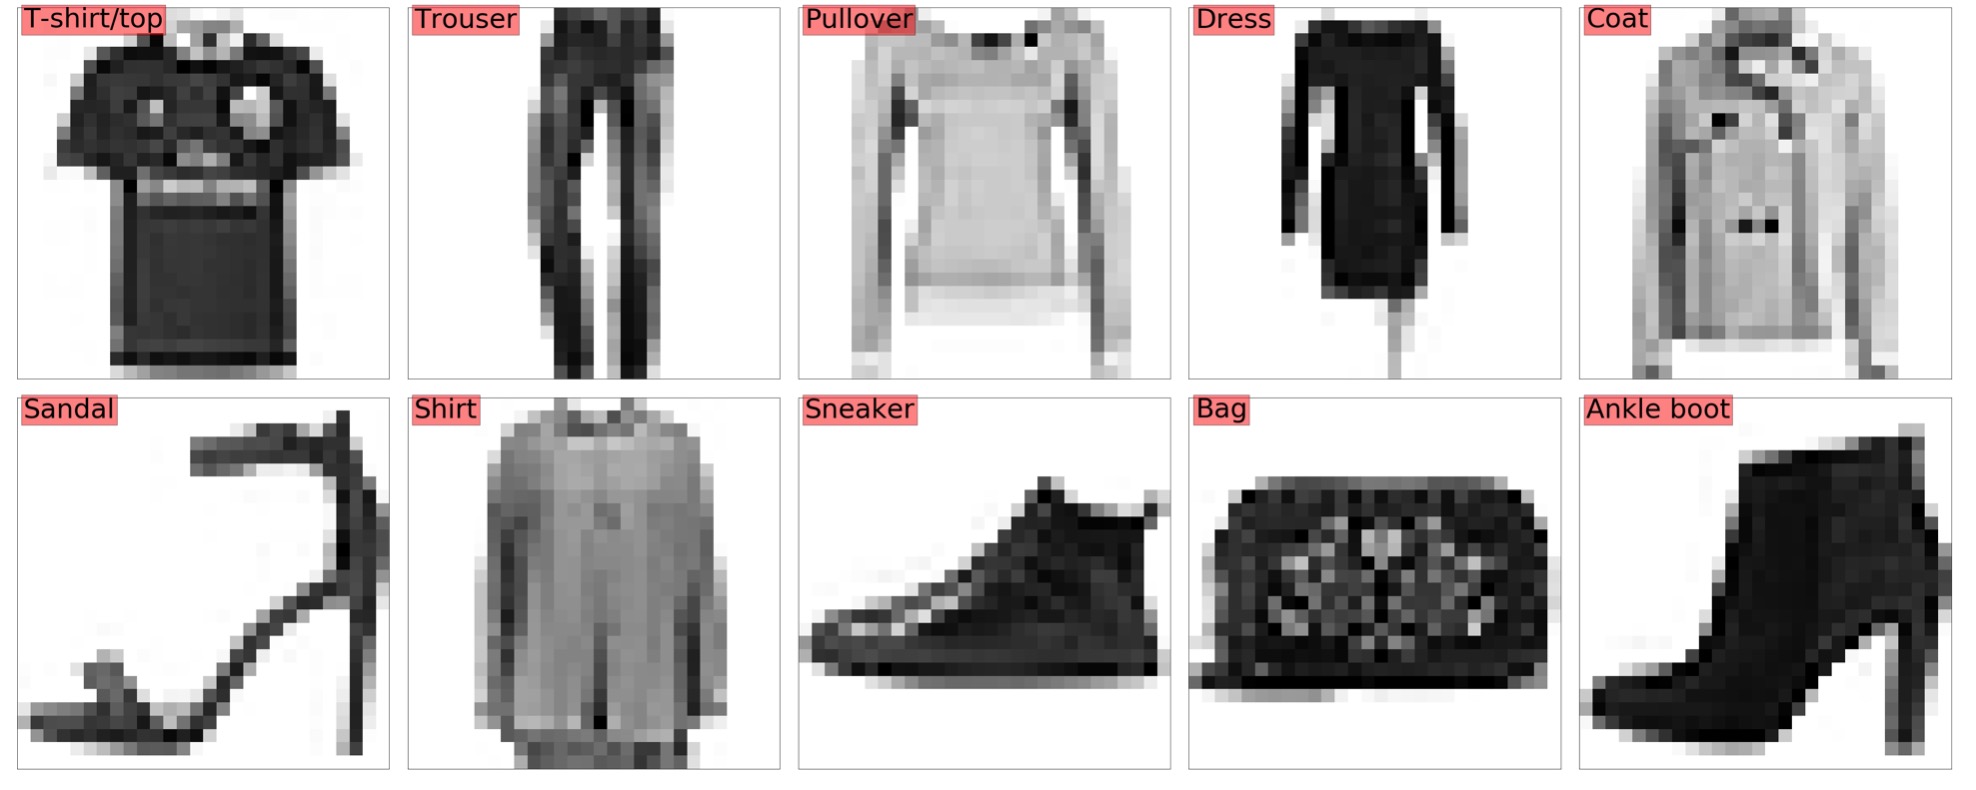 T-shirt/top
Trouser
Pullover
Dress
Coat
Sandal
Shirt
Sneaker
Bag
Ankle boot